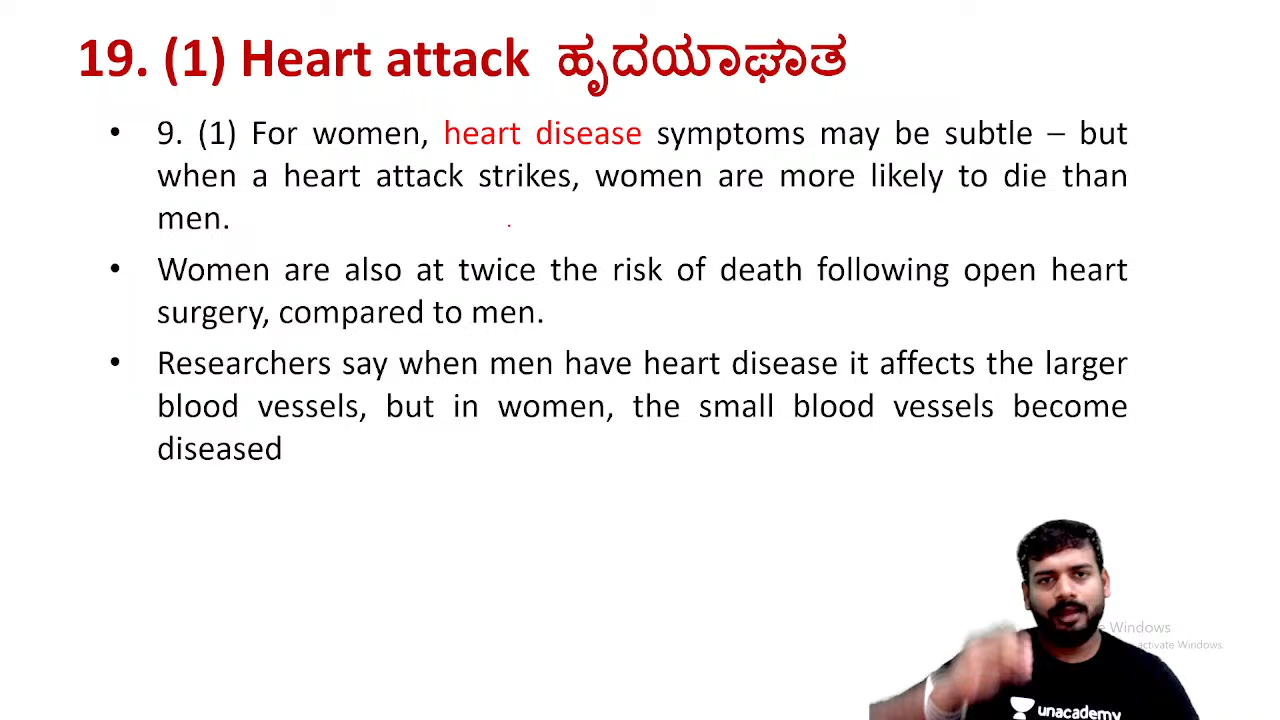 19. (1) Heart attack ಹೃದಯಾಘಾತ
• 9. (1) For women, heart disease symptoms may be subtle – but
when a heart attack strikes, women are more likely to die than
men.
• Women are also at twice the risk of death following open heart
surgery, compared to men.
• Researchers say when men have heart disease it affects the larger
blood vessels, but in women, the small blood vessels become
diseased
Windows
activate Windows.
unacademy